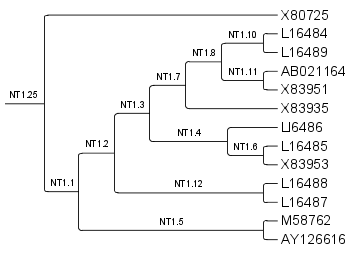 X80725
NT1.10
L16484
NT1.8
L16489
NT1.7
NT1.11
AB021164
NT1.25
X83951
NT1.3
X83935
NT1.4
LI6486
NT1.2
NT1.6
L16485
X83953
NT1.1
NT1.12
L16488
L16487
NT1.5
M58762
AY126616